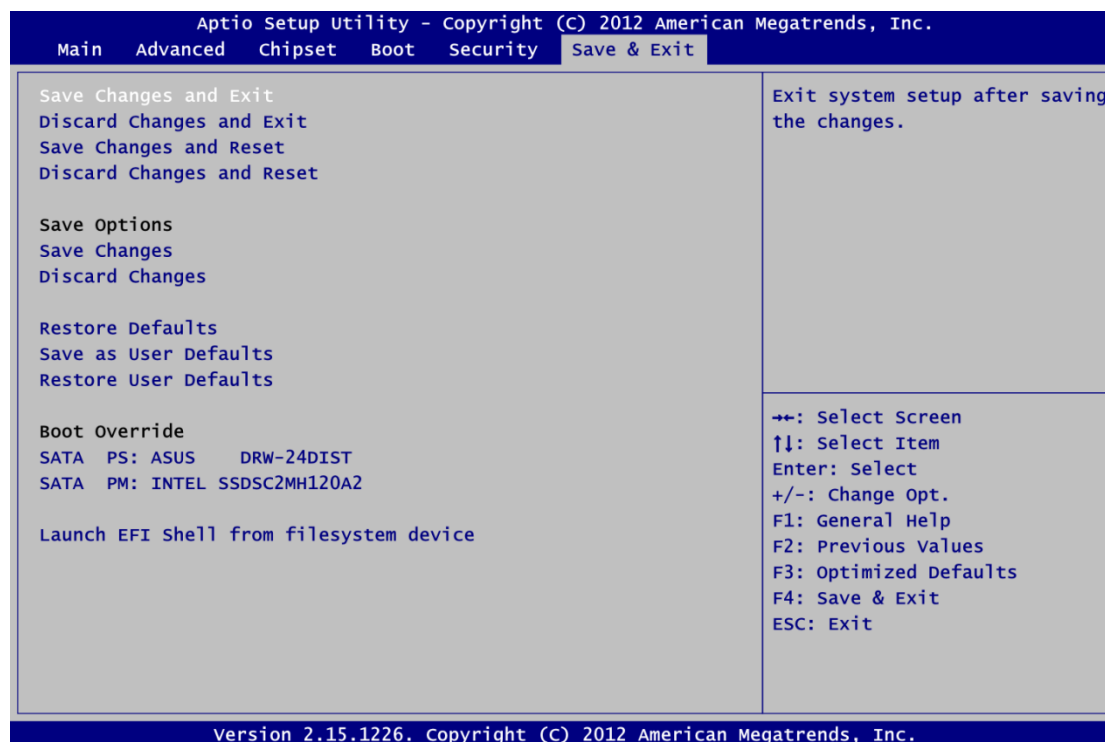 Aptio Setup Utility - Copyright (C) 2012 American Megatrends, Inc.
Main Advanced Chipset Boot Security Save & Exit
Save Changes and Exit
Discard Changes and Exit
Save Changes and Reset
Discard Changes and Reset
Save Options
Save Changes
Discard Changes
Restore Defaults
Save as User Defaults
Restore User Defaults
Boot Override
SATA PS: ASUS DRW-24DIST
SATA PM: INTEL SSDSC2MH120A2
Launch EFI Shell from filesystem device
Exit system setup after saving
the changes.
→←: Select Screen
↑↓: Select Item
Enter: Select
+/-: Change Opt.
F1: General Help
F2: Previous Values
F3: Optimized Defaults
F4: Save & Exit
ESC: Exit
Version 2.15.1226. Copyright (C) 2012 American Megatrends, Inc.